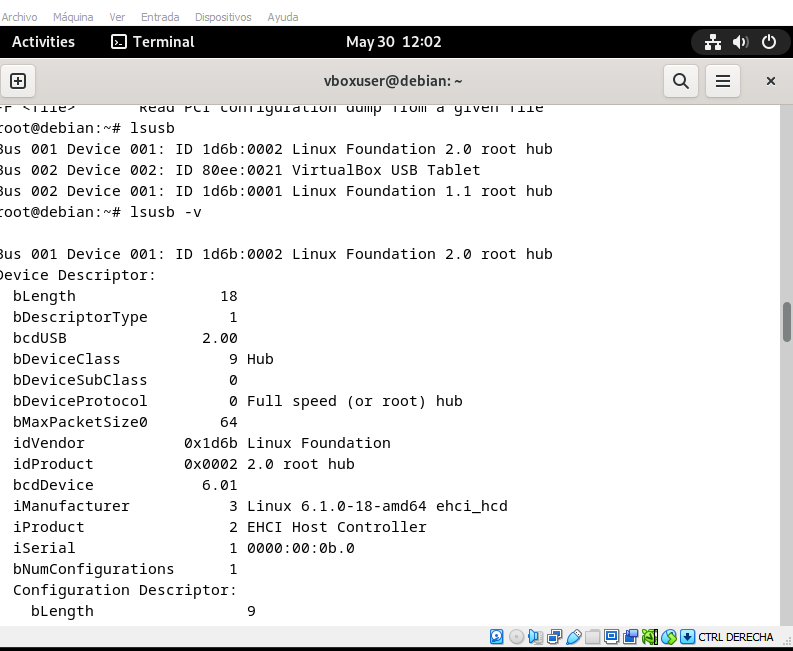 Archivo Máquina Ver Entrada Dispositivos Ayuda
Activities Terminal May 30 12:02
vboxuser@debian: ~
-F <file> Read PCI configuration dump from a given file
root@debian:~# lsusb
Bus 001 Device 001: ID 1d6b:0002 Linux Foundation 2.0 root hub
Bus 002 Device 002: ID 80ee:0021 VirtualBox USB Tablet
Bus 002 Device 001: ID 1d6b:0001 Linux Foundation 1.1 root hub
root@debian:~# lsusb -v
Bus 001 Device 001: ID 1d6b:0002 Linux Foundation 2.0 root hub
Device Descriptor:
bLength 18
bDescriptorType 1
bcdUSB 2.00
bDeviceClass 9 Hub
bDeviceSubClass 0
bDeviceProtocol 0 Full speed (or root) hub
bMaxPacketSize0 64
idVendor 0x1d6b Linux Foundation
idProduct 0x0002 2.0 root hub
bcdDevice 6.01
iManufacturer 3 Linux 6.1.0-18-amd64 ehci_hcd
iProduct 2 EHCI Host Controller
iSerial 1 0000:00:0b.0
bNumConfigurations 1
Configuration Descriptor:
bLength 9
CTRL DERECHA